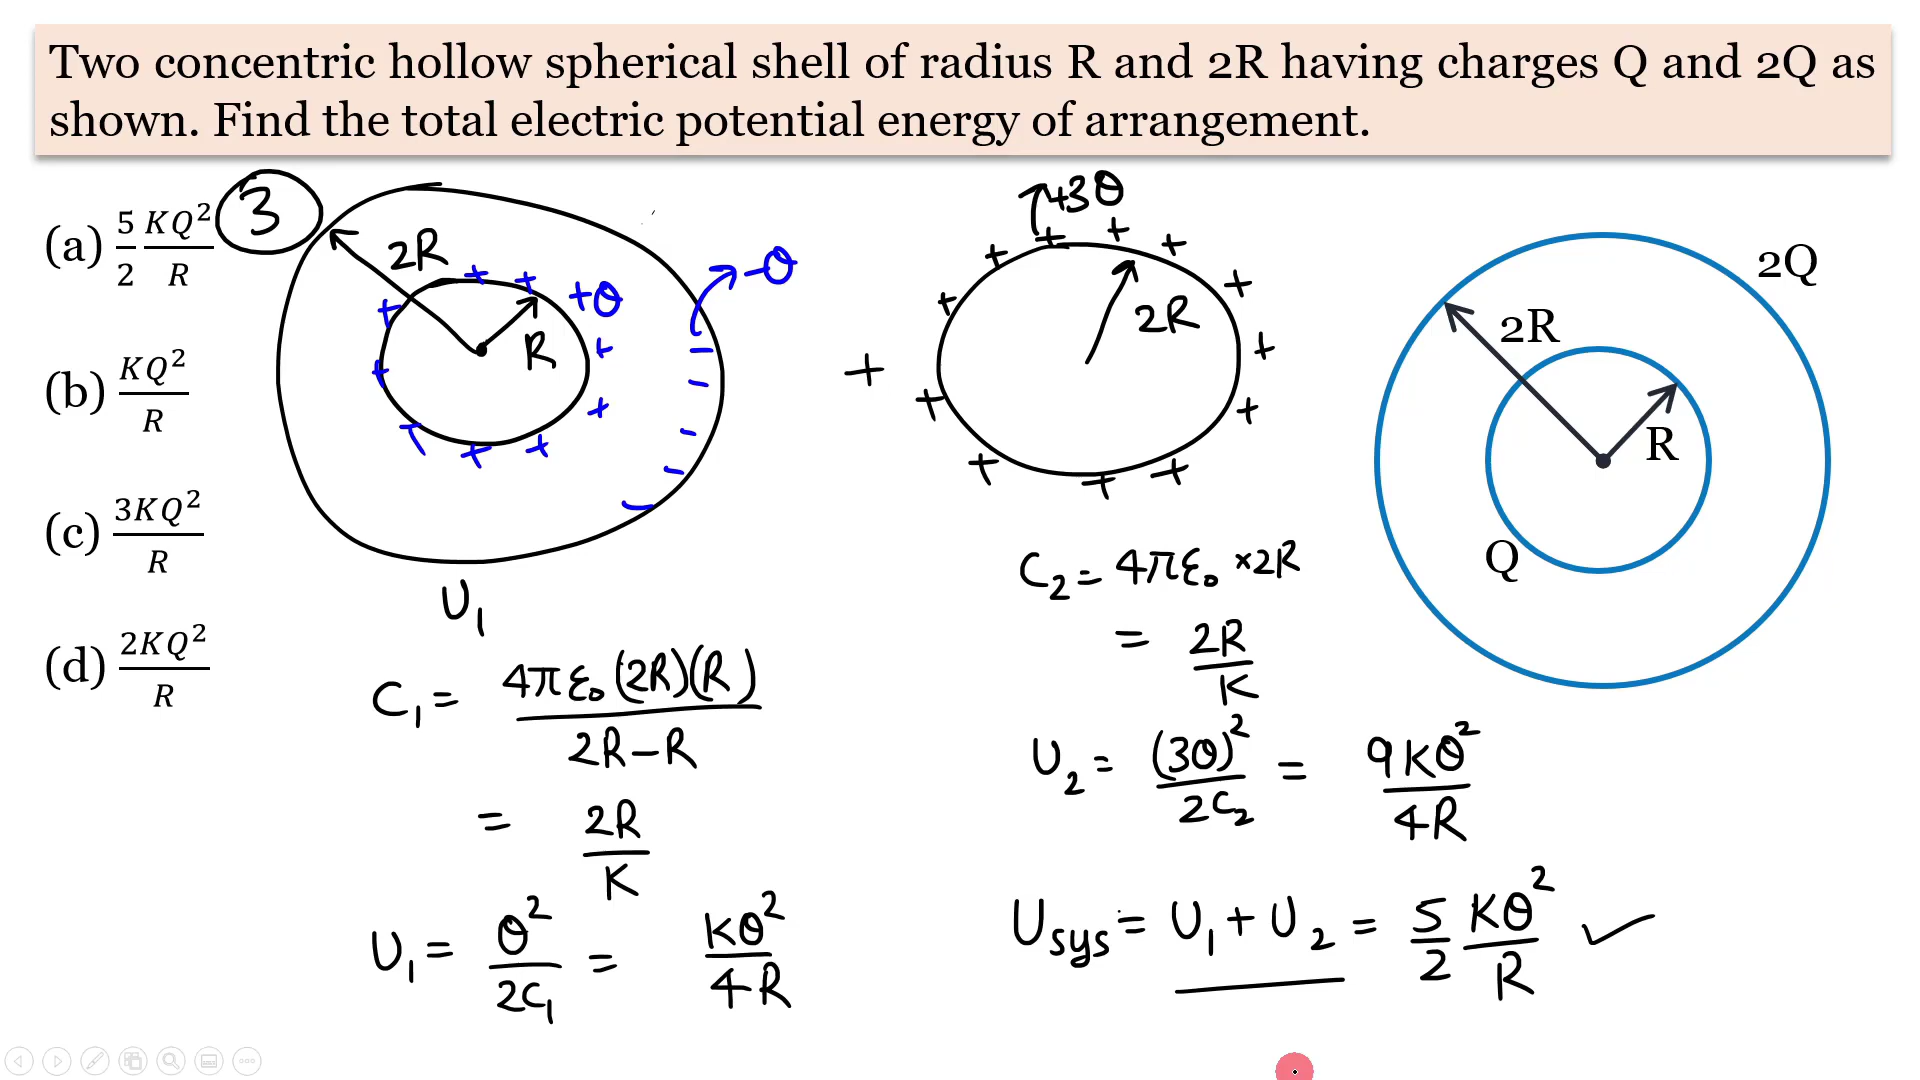 Two concentric hollow spherical shell of radius R and 2R having charges Q and 2Q as
shown. Find the total electric potential energy of arrangement.
(a) 5/2 KQ²/R
(b) KQ²/R
(c) 3KQ²/R
(d) 2KQ²/R
3
2R
R
+Q
-Q
U₁
C₁ = 4πε₀(2R)(R)/(2R-R)
= 2R/K
U₁ = Q²/2C₁ = KQ²/4R
+
+3Q
2R
C₂ = 4πε₀ × 2R
= 2R/K
U₂ = (3Q)²/2C₂ = 9KQ²/4R
Usys = U₁ + U₂ = 5/2 KQ²/R ✓
2Q
2R
R
Q